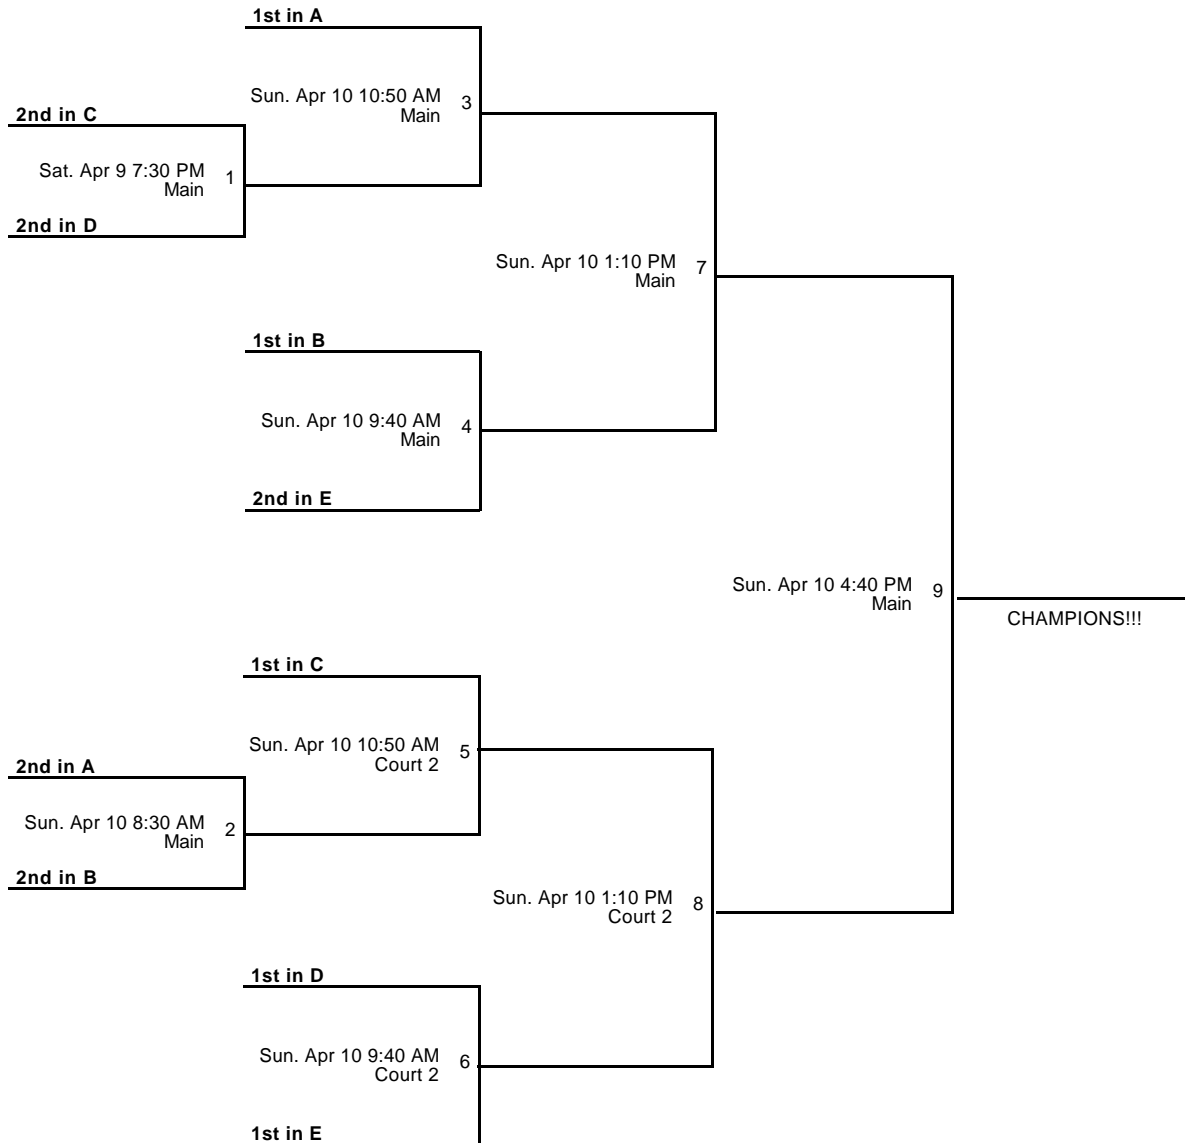 1st in A
Sun. Apr 10 10:50 AM
Main
3
2nd in C
Sat. Apr 9 7:30 PM
Main
1
2nd in D
Sun. Apr 10 1:10 PM
Main
7
1st in B
Sun. Apr 10 9:40 AM
Main
4
2nd in E
Sun. Apr 10 4:40 PM
Main
9
CHAMPIONS!!!
1st in C
Sun. Apr 10 10:50 AM
Court 2
5
2nd in A
Sun. Apr 10 8:30 AM
Main
2
2nd in B
Sun. Apr 10 1:10 PM
Court 2
8
1st in D
Sun. Apr 10 9:40 AM
Court 2
6
1st in E